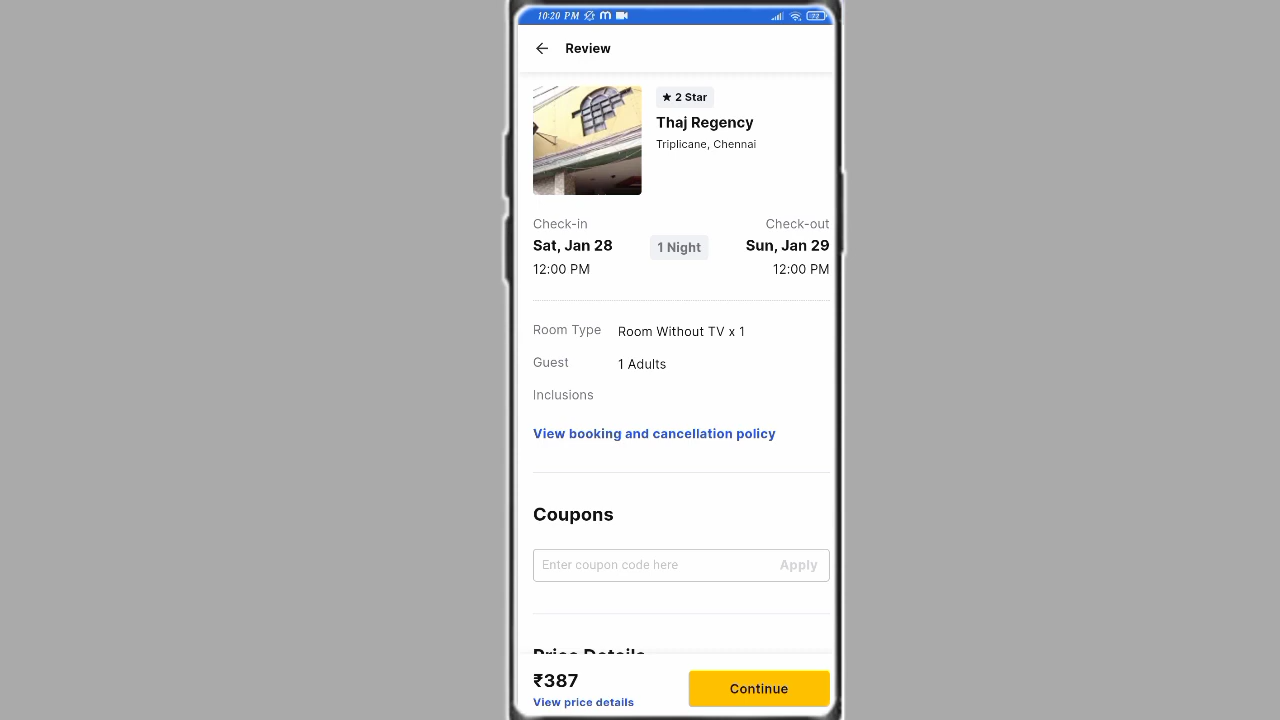 10:20 PM
22
Review
2 Star
Thaj Regency
Triplicane, Chennai
Check-in
Check-out
Sat, Jan 28
1 Night
Sun, Jan 29
12:00 PM
12:00 PM
Room Type
Room Without TV x 1
Guest
1 Adults
Inclusions
View booking and cancellation policy
Coupons
Enter coupon code here
Apply
Price Details
₹387
View price details
Continue